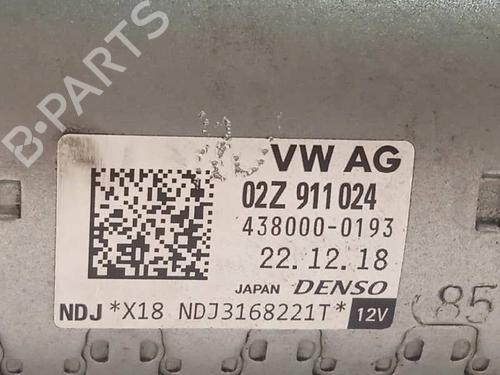 B-PARTS
VW AG
02Z 911 024
438000-0193
22.12.18
JAPAN DENSO
NDJ *X18 NDJ3168221T* 12V
85